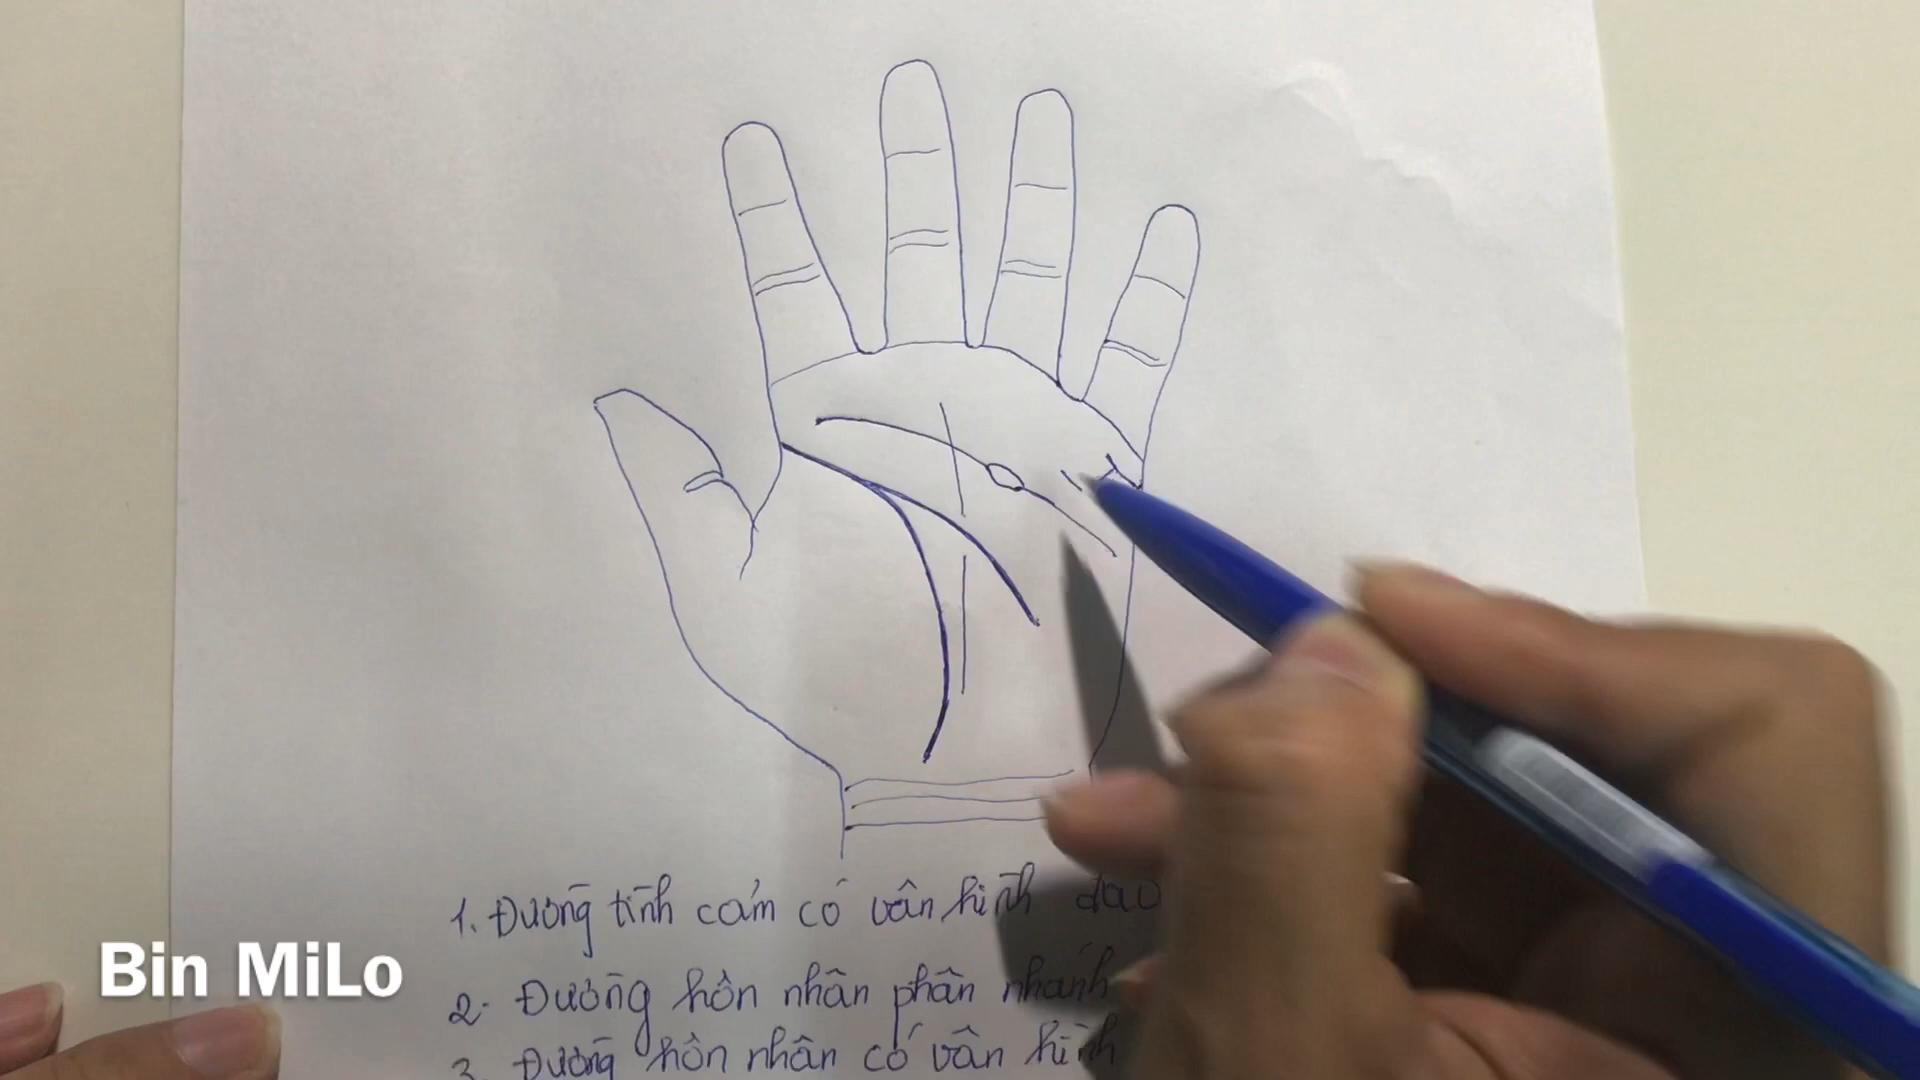 1. Đường tình cảm có vân hình đảo
2. Đường hôn nhân phân nhánh
3. Đường hôn nhân có vân hình
Bin MiLo